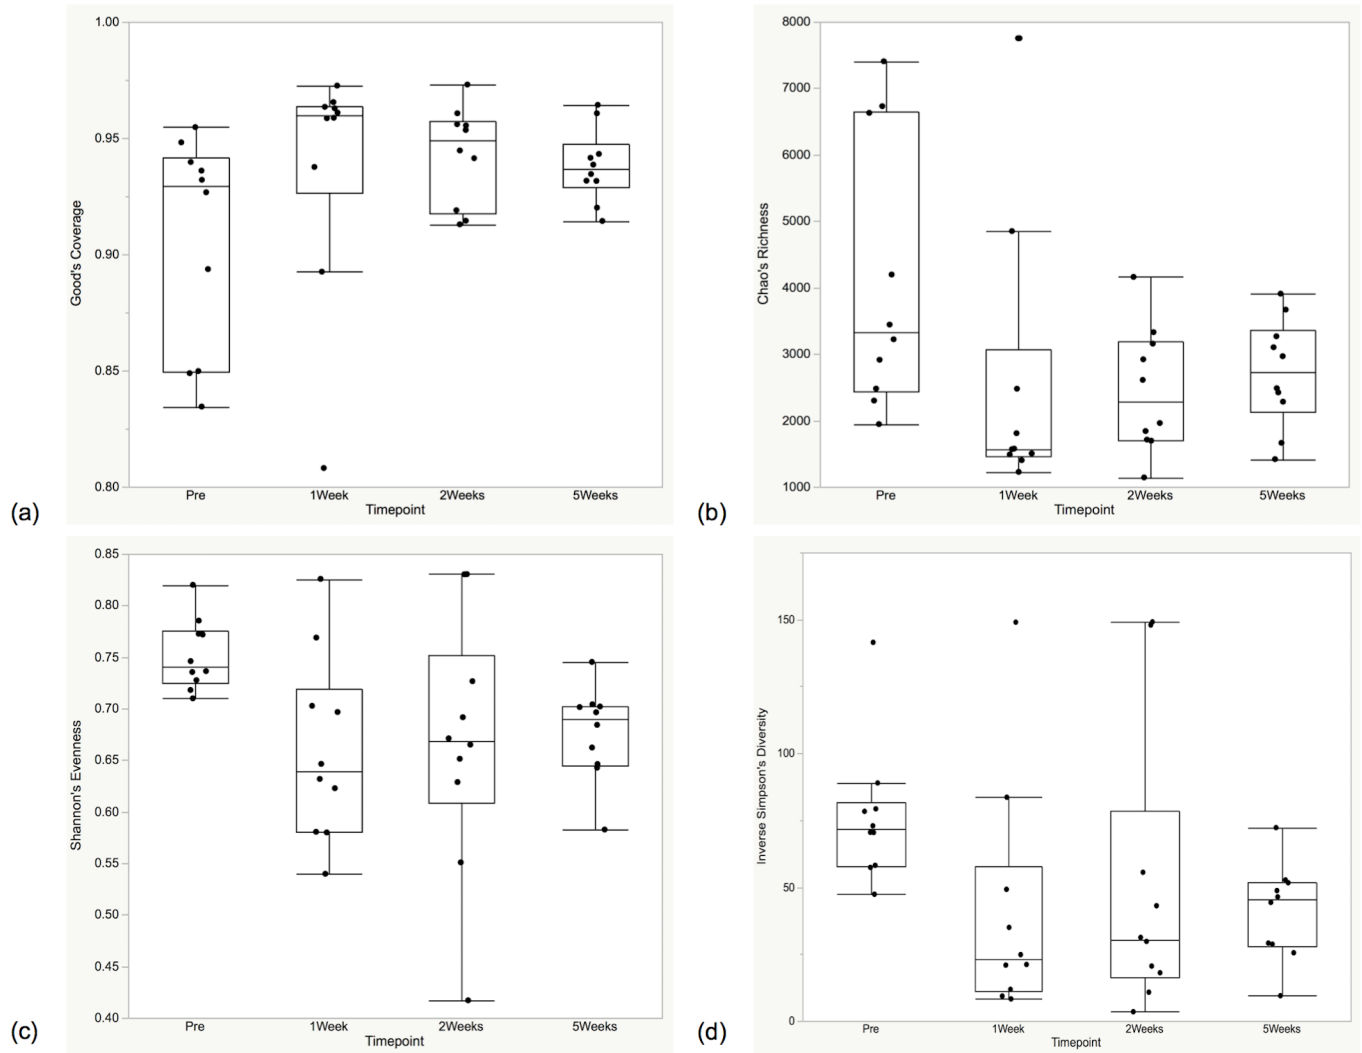 1.00
0.95
0.90
0.85
0.80
Good's Coverage
Pre 1Week 2Weeks 5Weeks
Timepoint
(a)
8000
7000
6000
5000
4000
3000
2000
1000
Chao's Richness
Pre 1Week 2Weeks 5Weeks
Timepoint
(b)
0.85
0.80
0.75
0.70
0.65
0.60
0.55
0.50
0.45
0.40
Shannon's Evenness
Pre 1Week 2Weeks 5Weeks
Timepoint
(c)
150
100
50
0
Inverse Simpson's Diversity
Pre 1Week 2Weeks 5Weeks
Timepoint
(d)